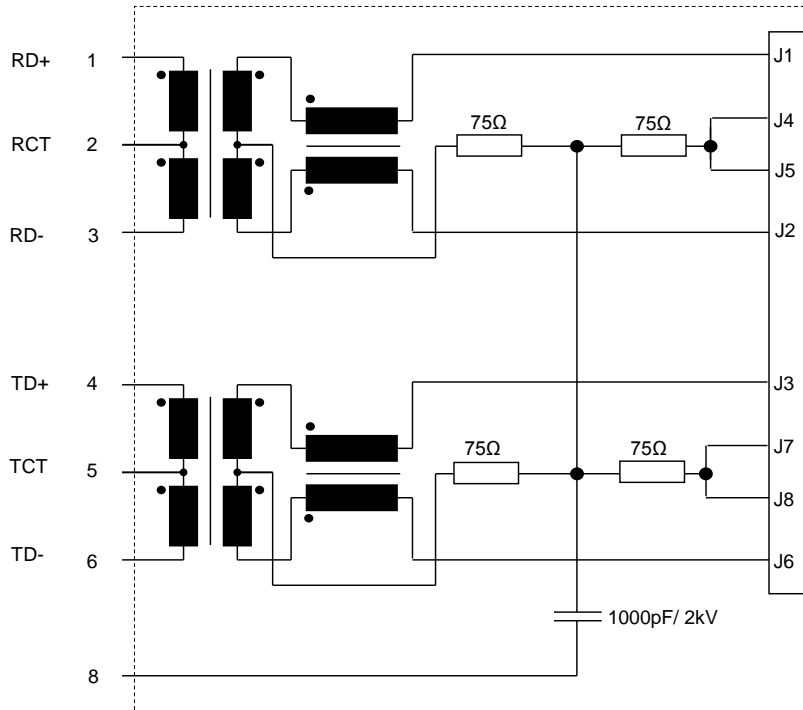 RD+ 1
J1
75Ω
75Ω
J4
RCT 2
J5
RD- 3
J2
TD+ 4
J3
75Ω
75Ω
J7
TCT 5
J8
TD- 6
J6
1000pF/ 2kV
8